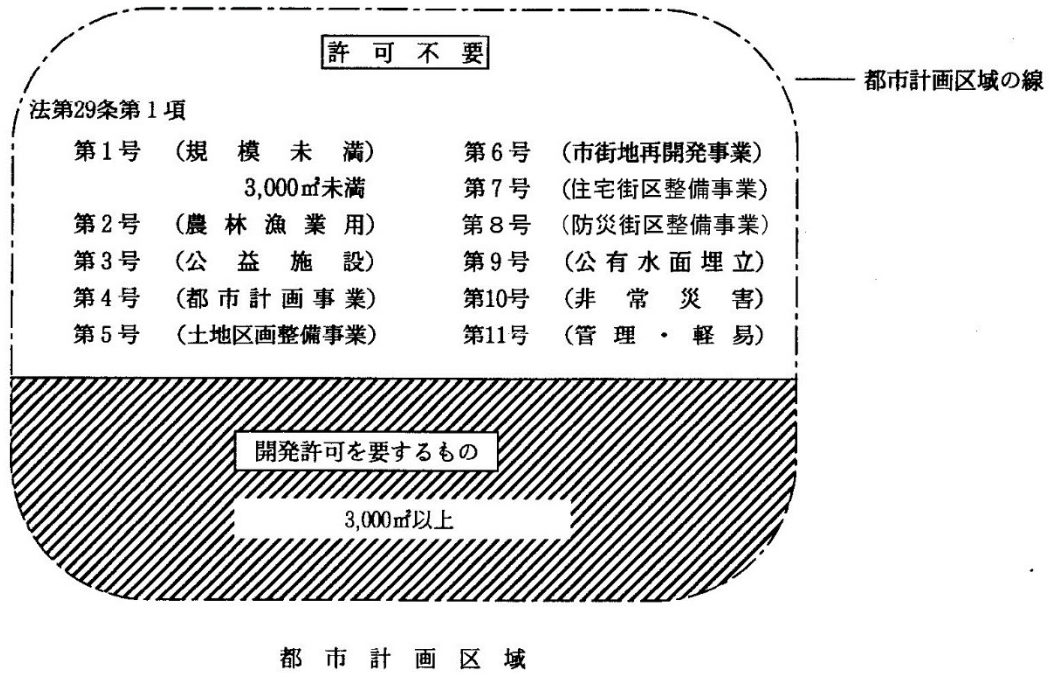 許可不要
都市計画区域の線
法第29条第1項
第1号 (規模未満)
3,000㎡未満
第2号 (農林漁業用)
第3号 (公益施設)
第4号 (都市計画事業)
第5号 (土地区画整備事業)
第6号 (市街地再開発事業)
第7号 (住宅街区整備事業)
第8号 (防災街区整備事業)
第9号 (公有水面埋立)
第10号 (非常災害)
第11号 (管理・軽易)
開発許可を要するもの
3,000㎡以上
都市計画区域